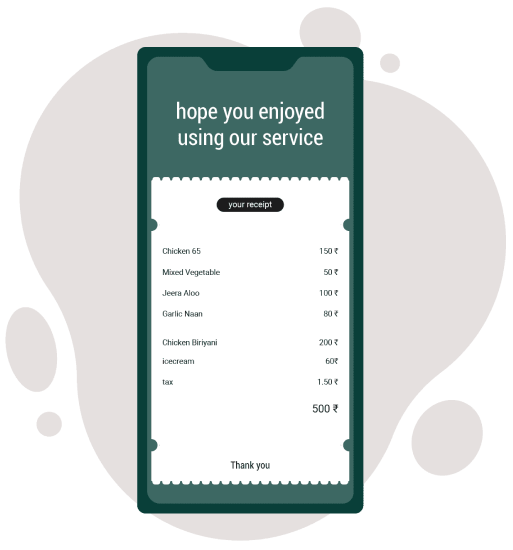 hope you enjoyed
using our service
your receipt
Chicken 65 150 ₹
Mixed Vegetable 50 ₹
Jeera Aloo 100 ₹
Garlic Naan 80 ₹
Chicken Biriyani 200 ₹
icecream 60₹
tax 1.50 ₹
500 ₹
Thank you